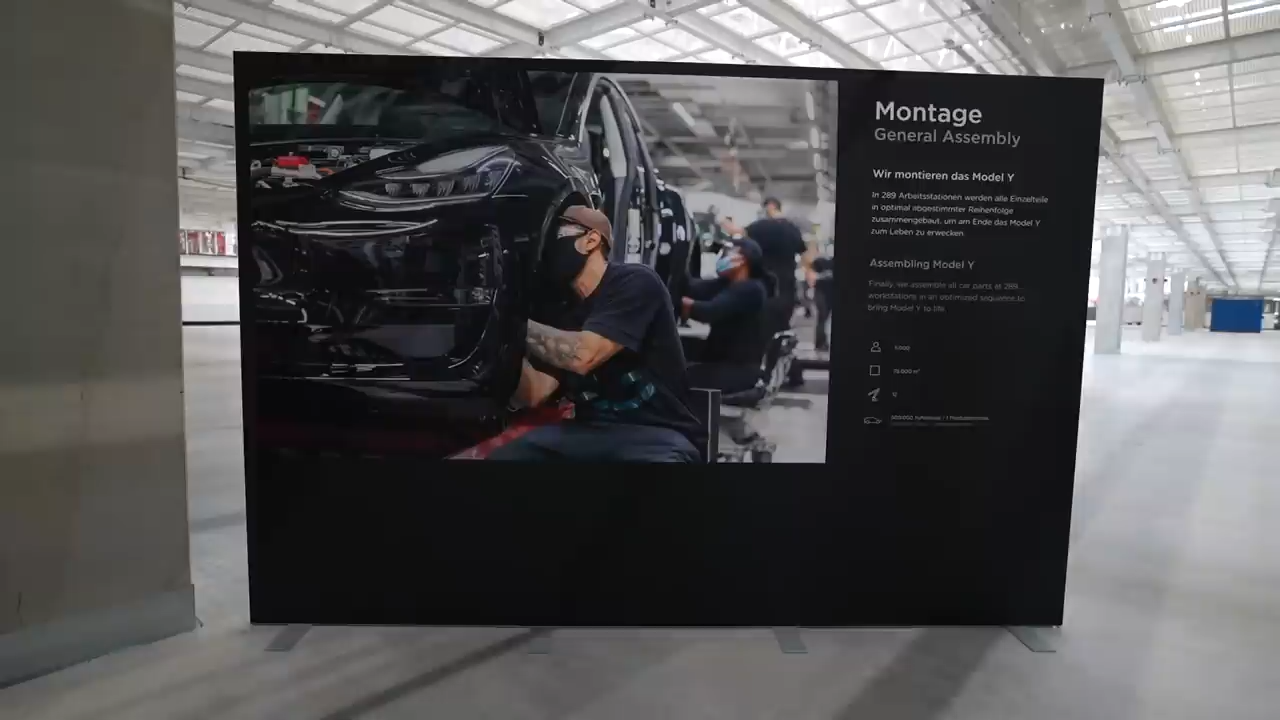 Montage
General Assembly
Wir montieren das Model Y
In 289 Arbeitsstationen werden alle Einzelteile
in optimal abgestimmter Reihenfolge
zusammengebaut, um am Ende das Model Y
zum Leben zu erwecken.
Assembling Model Y
Finally, we assemble all car parts at 289
workstations in an optimized sequence to
bring Model Y to life.